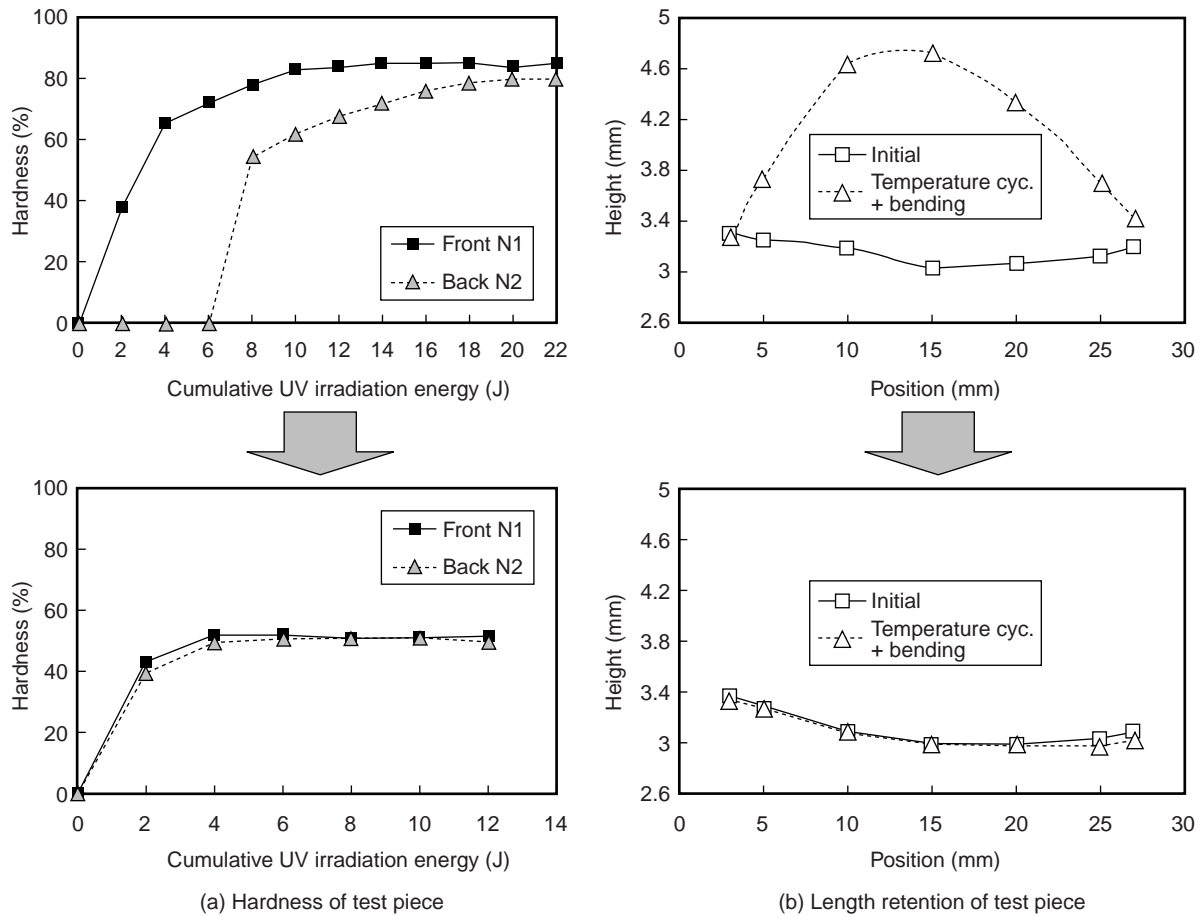 100
80
60
40
20
0
Hardness (%)
Front N1
Back N2
0 2 4 6 8 10 12 14 16 18 20 22
Cumulative UV irradiation energy (J)
5
4.6
4.2
3.8
3.4
3
2.6
Height (mm)
Initial
Temperature cyc.
+ bending
0 5 10 15 20 25 30
Position (mm)
100
80
60
40
20
0
Hardness (%)
Front N1
Back N2
0 2 4 6 8 10 12 14
Cumulative UV irradiation energy (J)
(a) Hardness of test piece
5
4.6
4.2
3.8
3.4
3
2.6
Height (mm)
Initial
Temperature cyc.
+ bending
0 5 10 15 20 25 30
Position (mm)
(b) Length retention of test piece